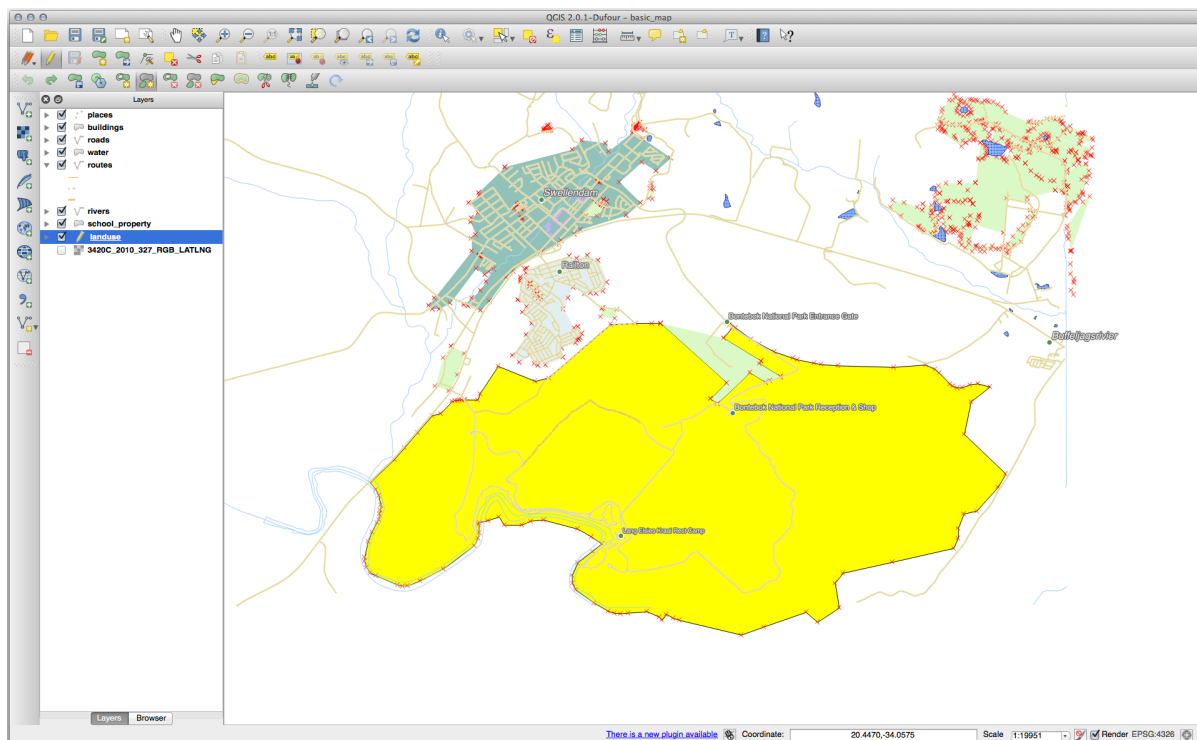 QGIS 2.0.1-Dufour - basic_map
Layers
places
buildings
roads
water
routes
rivers
school_property
landuse
3420C_2010_327_RGB_LATLNG
Swellendam
Railton
Bontebok National Park Entrance Gate
Buffeljagsrivier
Bontebok National Park Reception & Shop
Lang Elsies Kraal Rest Camp
Layers
Browser
There is a new plugin available
Coordinate:
20.4470,-34.0575
Scale
1:19951
Render
EPSG:4326